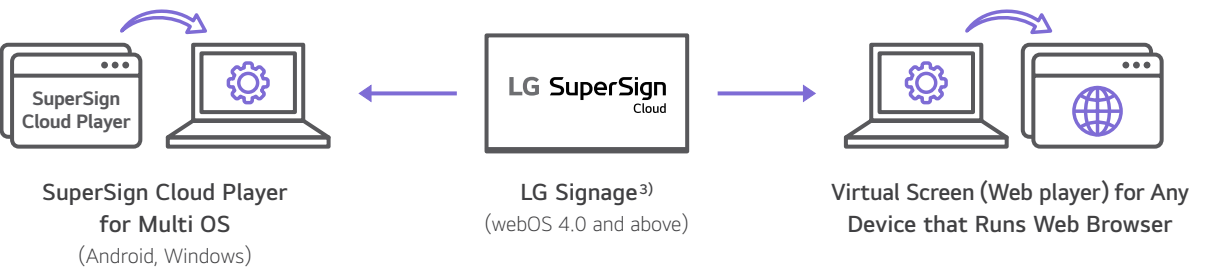 SuperSign
Cloud Player
SuperSign Cloud Player
for Multi OS
(Android, Windows)
LG SuperSign
Cloud
LG Signage3)
(webOS 4.0 and above)
Virtual Screen (Web player) for Any
Device that Runs Web Browser